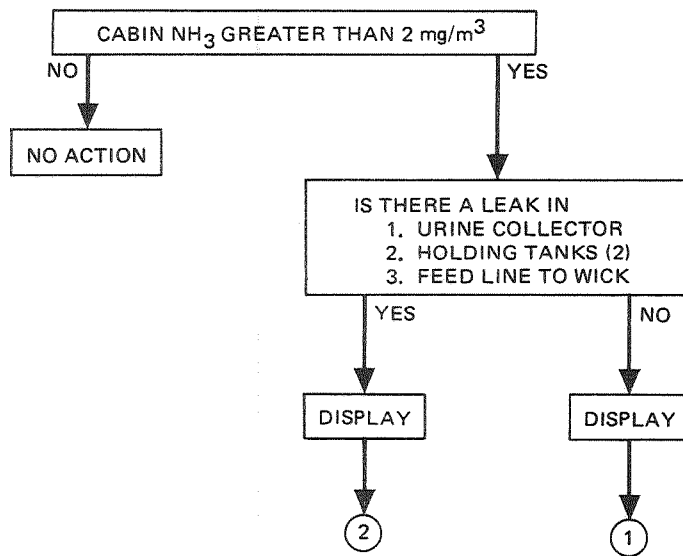 CABIN NH3 GREATER THAN 2 mg/m3
NO
YES
NO ACTION
IS THERE A LEAK IN
1. URINE COLLECTOR
2. HOLDING TANKS (2)
3. FEED LINE TO WICK
YES
NO
DISPLAY
DISPLAY
2
1